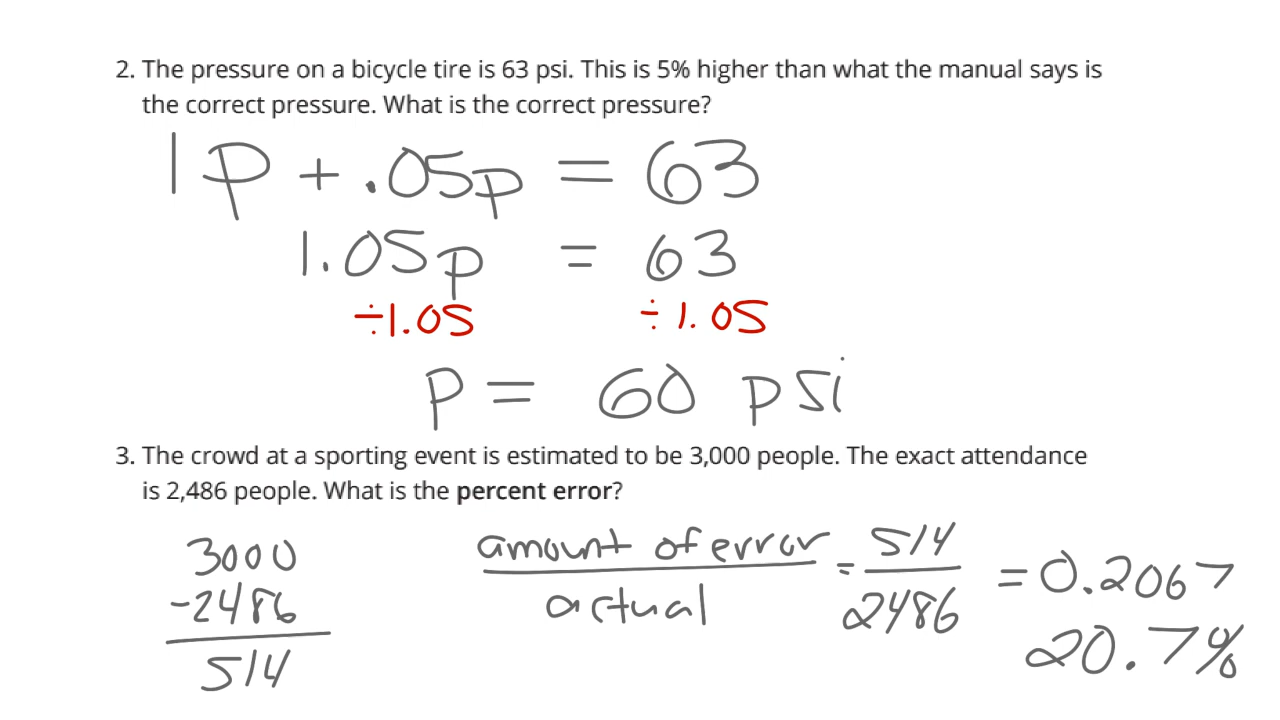 2. The pressure on a bicycle tire is 63 psi. This is 5% higher than what the manual says is
the correct pressure. What is the correct pressure?
1p + .05p = 63
1.05p = 63
÷1.05 ÷1.05
p = 60 psi
3. The crowd at a sporting event is estimated to be 3,000 people. The exact attendance
is 2,486 people. What is the percent error?
3000
-2486
514
amount of error
actual
=
514
2486
= 0.2067
20.7%